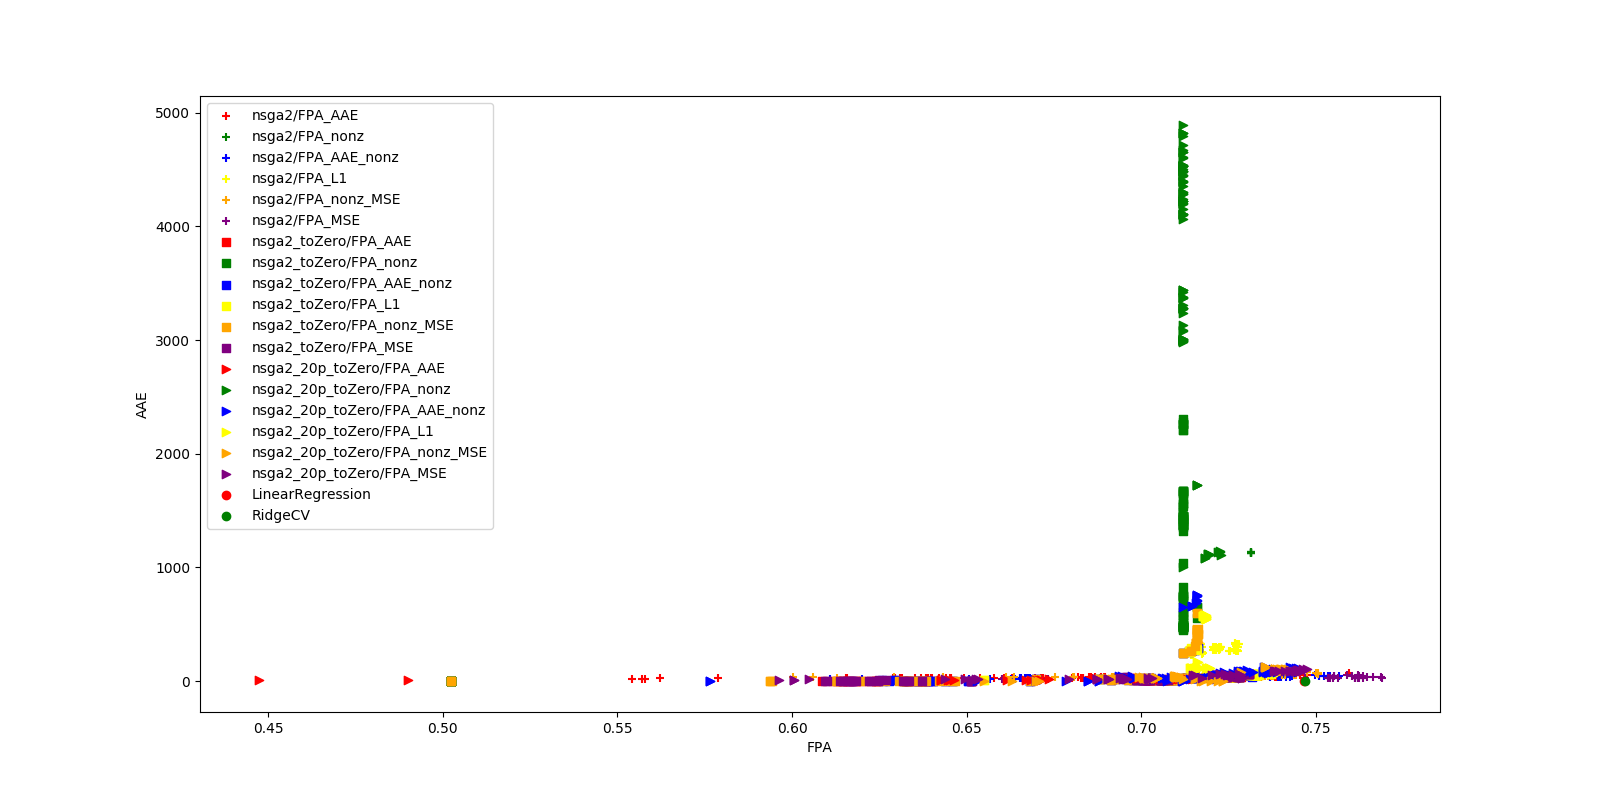 5000
4000
3000
2000
1000
0
AAE
nsga2/FPA_AAE
nsga2/FPA_nonz
nsga2/FPA_AAE_nonz
nsga2/FPA_L1
nsga2/FPA_nonz_MSE
nsga2/FPA_MSE
nsga2_toZero/FPA_AAE
nsga2_toZero/FPA_nonz
nsga2_toZero/FPA_AAE_nonz
nsga2_toZero/FPA_L1
nsga2_toZero/FPA_nonz_MSE
nsga2_toZero/FPA_MSE
nsga2_20p_toZero/FPA_AAE
nsga2_20p_toZero/FPA_nonz
nsga2_20p_toZero/FPA_AAE_nonz
nsga2_20p_toZero/FPA_L1
nsga2_20p_toZero/FPA_nonz_MSE
nsga2_20p_toZero/FPA_MSE
LinearRegression
RidgeCV
0.45 0.50 0.55 0.60 0.65 0.70 0.75
FPA